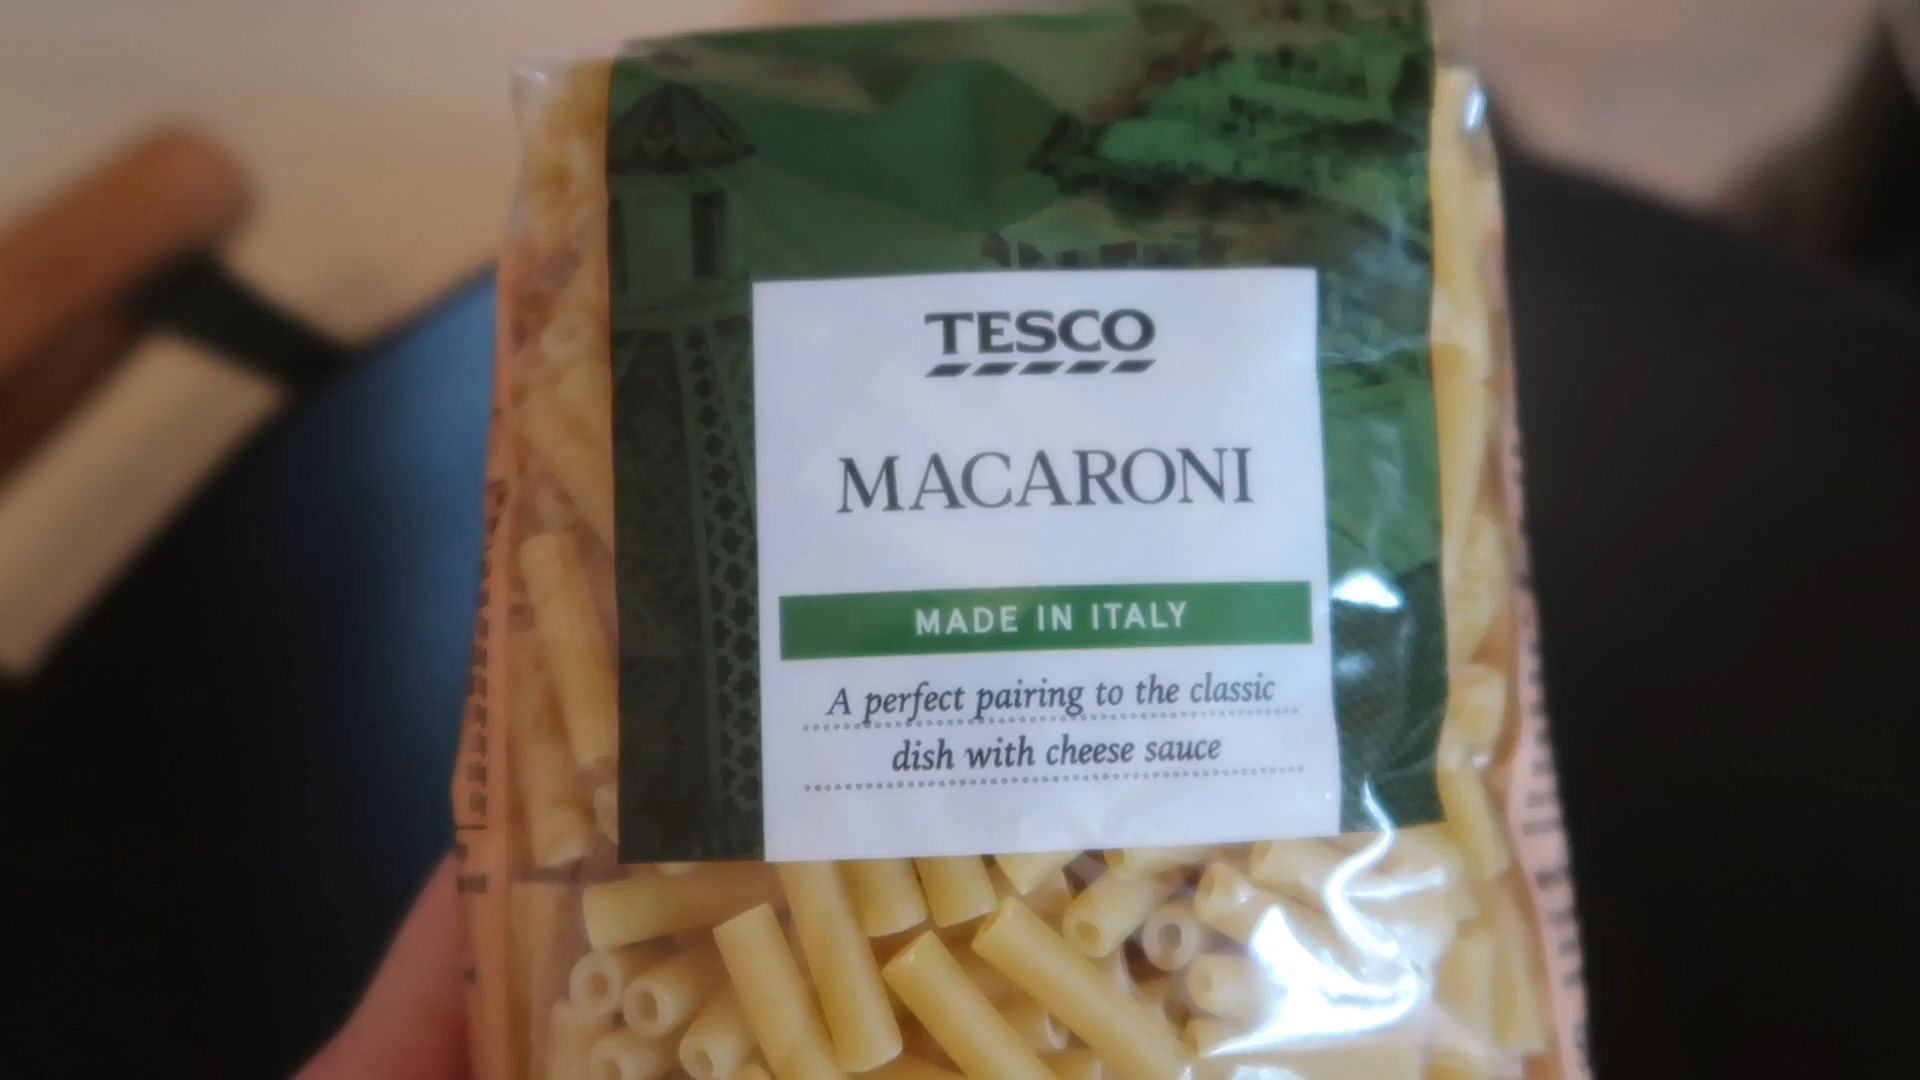 TESCO
MACARONI
MADE IN ITALY
A perfect pairing to the classic
dish with cheese sauce